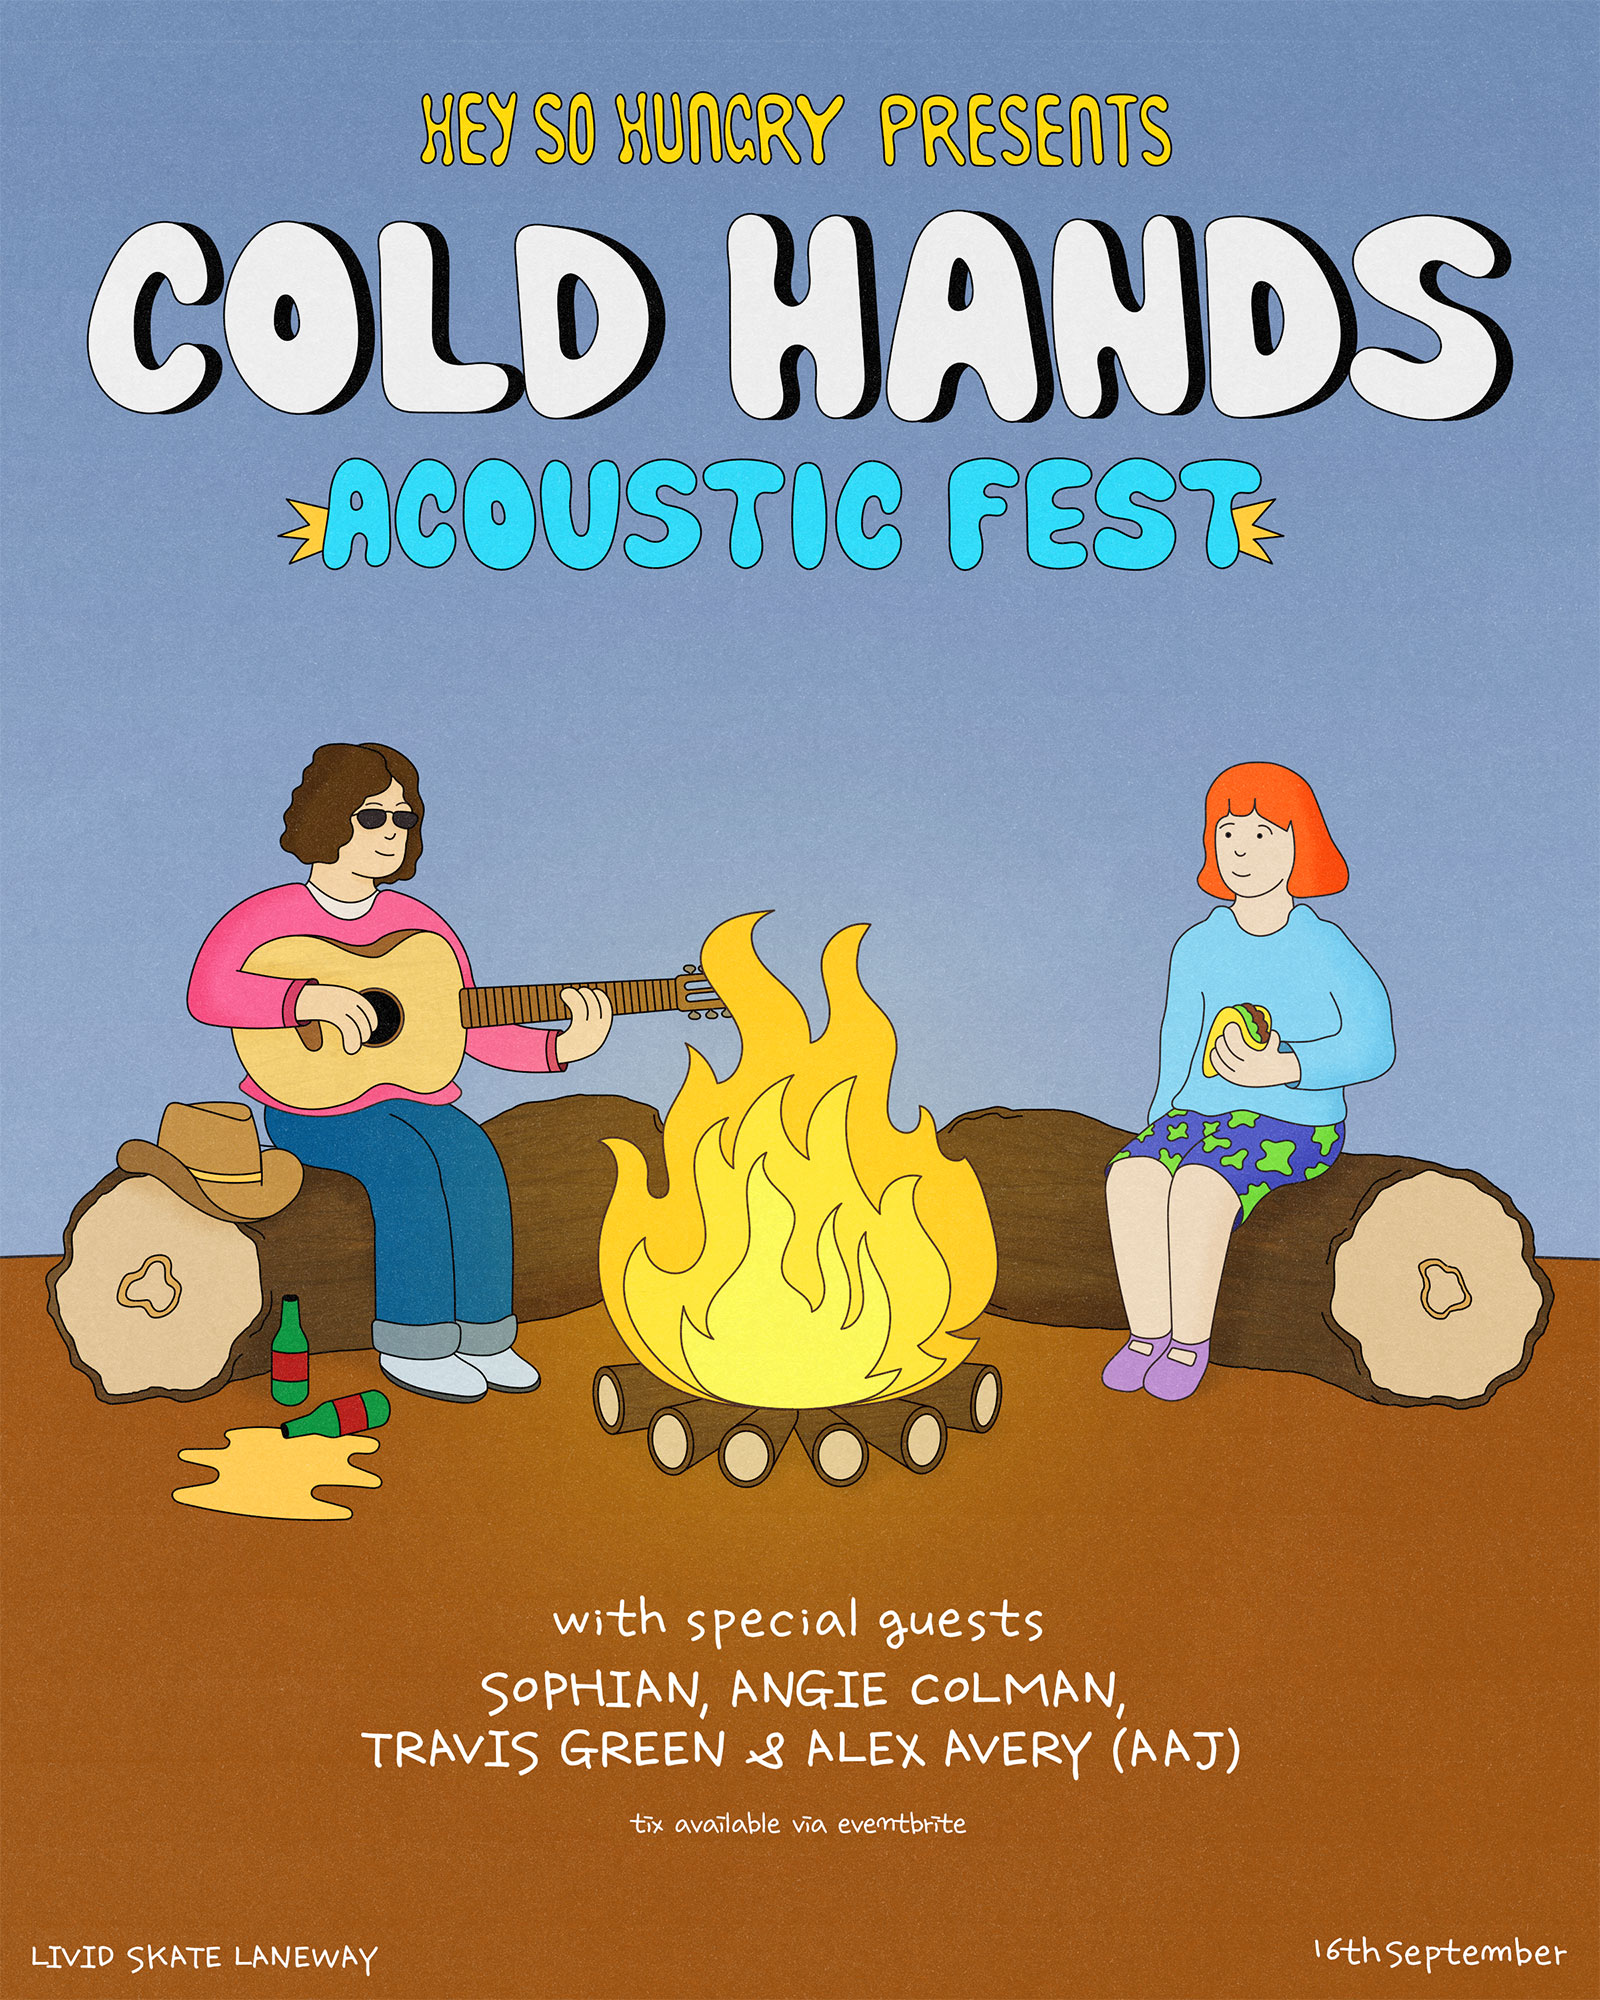 HEY SO HUNGRY PRESENTS
COLD HANDS
ACOUSTIC FEST
with special guests
SOPHIAN, ANGIE COLMAN,
TRAVIS GREEN & ALEX AVERY (AAJ)
tix available via eventbrite
LIVID SKATE LANEWAY
16th September